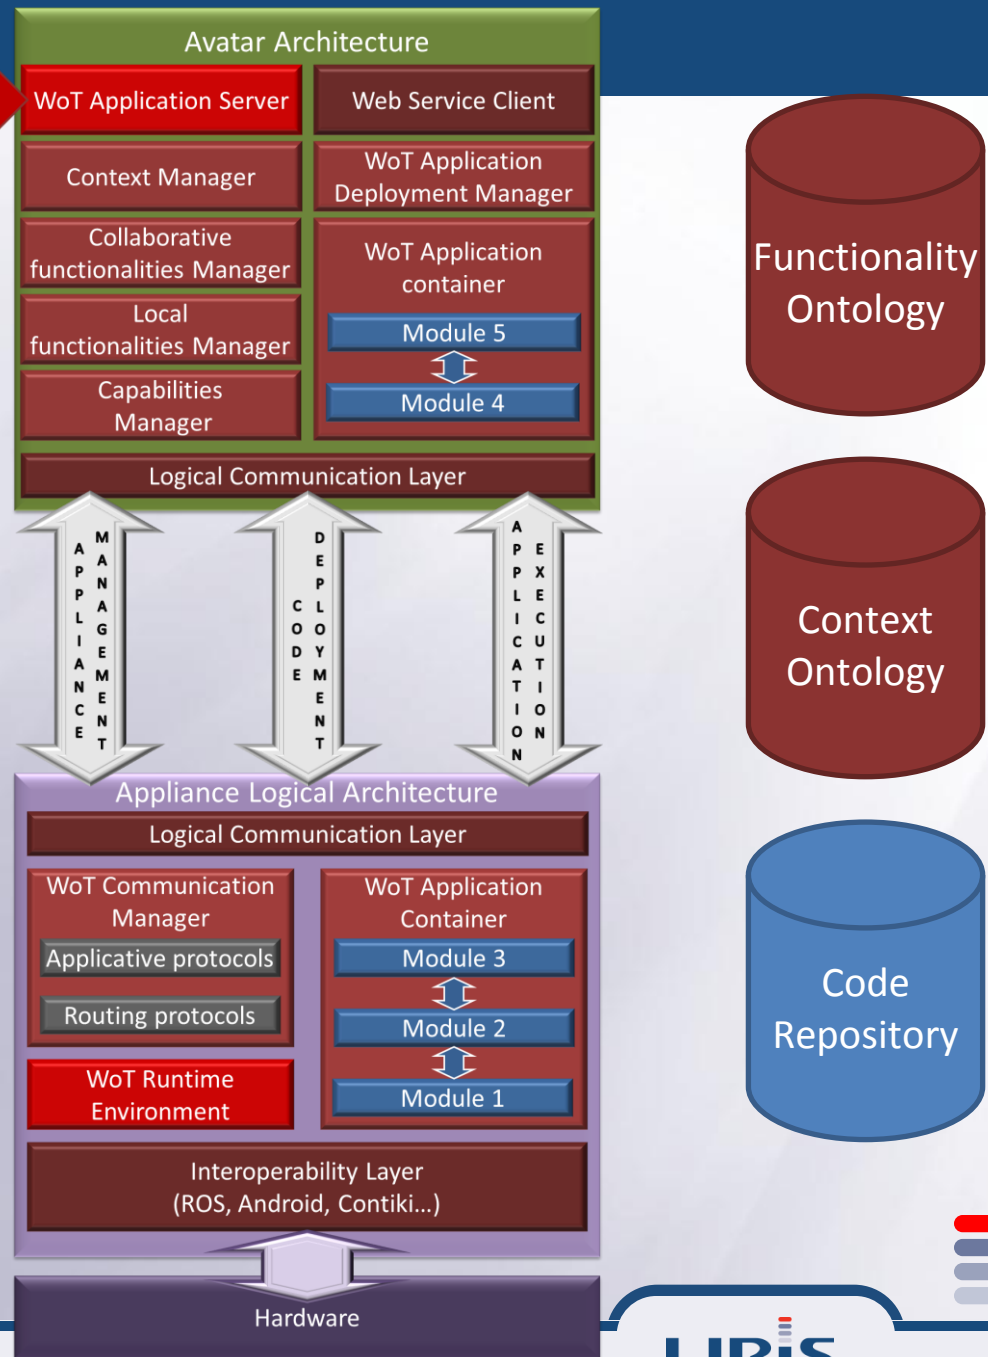 Avatar Architecture
WoT Application Server
Web Service Client
Context Manager
WoT Application
Deployment Manager
Collaborative
functionalities Manager
WoT Application
container
Local
functionalities Manager
Module 5
Module 4
Capabilities
Manager
Logical Communication Layer
APPLIANCE
MANAGEMENT
CODE
DEPLOYMENT
APPLICATION
EXECUTION
Appliance Logical Architecture
Logical Communication Layer
WoT Communication
Manager
Applicative protocols
Routing protocols
WoT Application
Container
Module 3
Module 2
Module 1
WoT Runtime
Environment
Interoperability Layer
(ROS, Android, Contiki...)
Hardware
Functionality
Ontology
Context
Ontology
Code
Repository
LIRIS